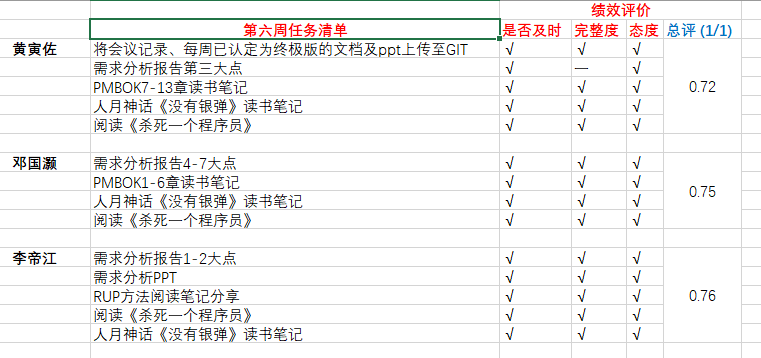 绩效评价
第六周任务清单 是否及时 完整度 态度 总评 (1/1)
黄寅佐 将会议记录、每周已认定为终极版的文档及ppt上传至GIT √ √ √
需求分析报告第三大点 √ — √
PMBOK7-13章读书笔记 √ √ √ 0.72
人月神话《没有银弹》读书笔记 √ √ √
阅读《杀死一个程序员》 √ √ √
邓国灏 需求分析报告4-7大点 √ √ √
PMBOK1-6章读书笔记 √ √ √ 0.75
人月神话《没有银弹》读书笔记 √ √ √
阅读《杀死一个程序员》 √ √ √
李帝江 需求分析报告1-2大点 √ √ √
需求分析PPT √ √ √
RUP方法阅读笔记分享 √ √ √ 0.76
阅读《杀死一个程序员》 √ √ √
人月神话《没有银弹》读书笔记 √ √ √